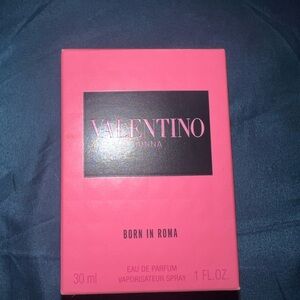 VALENTINO
DONNA
BORN IN ROMA
EAU DE PARFUM
30 ml VAPORISATEUR SPRAY 1 FL.OZ.